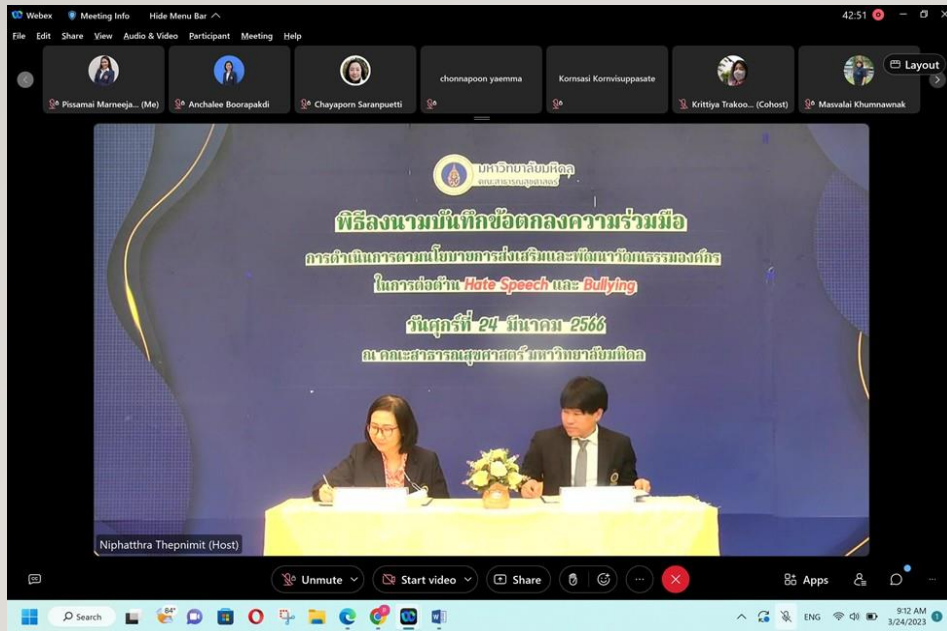 Webex Meeting Info Hide Menu Bar 42:51
File Edit Share View Audio & Video Participant Meeting Help
Layout
chonnapoon yaemma
Kornsasi Kornvisuppasate
Pissamai Marneeja... (Me)
Anchalee Boorapakdi
Chayaporn Saranpuetti
Krittiya Trakoo... (Cohost)
Masvalai Khumnawnak
มหาวิทยาลัยมหิดล
คณะสาธารณสุขศาสตร์
พิธีลงนามบันทึกข้อตกลงความร่วมมือ
การดำเนินการตามนโยบายการส่งเสริมและพัฒนาวัฒนธรรมองค์กร
ในการต่อต้าน Hate Speech และ Bullying
วันศุกร์ที่ 24 มีนาคม 2566
ณ คณะสาธารณสุขศาสตร์ มหาวิทยาลัยมหิดล
Niphatthra Thepnimit (Host)
CC
Unmute Start video Share Apps
Search 84° ENG 9:12 AM
3/24/2023 1